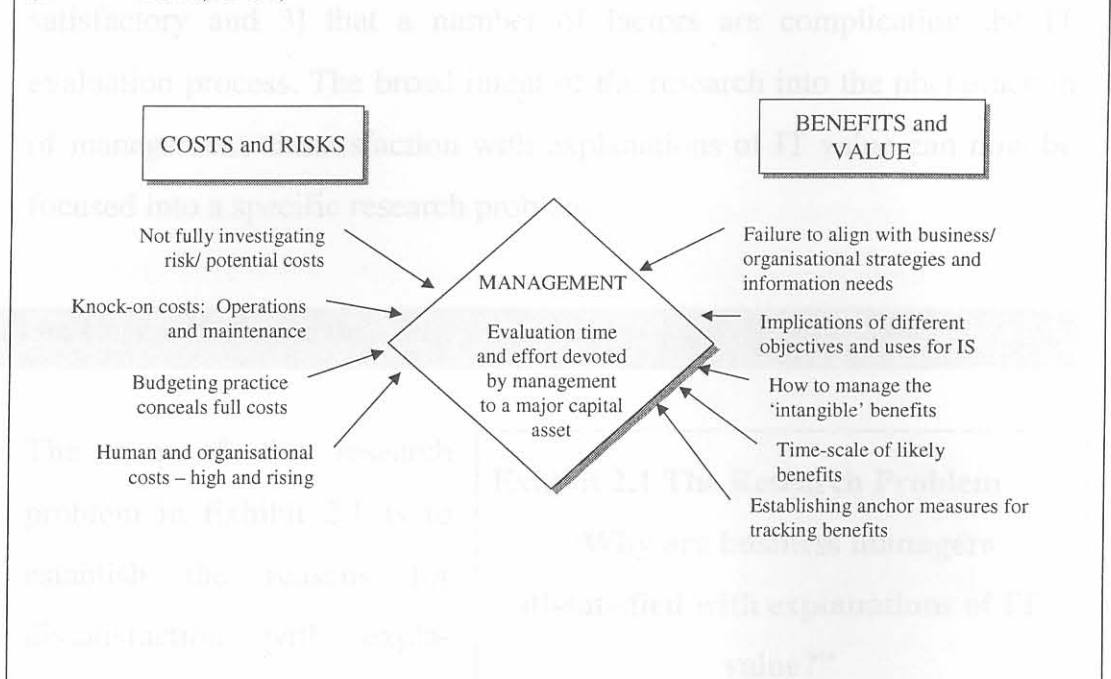 satisfactory and 3] that a number of factors are complicating the IT
evaluation process. The broad intent of the research into the phenomenon
of management dissatisfaction with explanations of IT value can now be
focused into a specific research problem
COSTS and RISKS
Not fully investigating
risk/ potential costs
Knock-on costs: Operations
and maintenance
Budgeting practice
conceals full costs
Human and organisational
costs – high and rising
MANAGEMENT
Evaluation time
and effort devoted
by management
to a major capital
asset
BENEFITS and
VALUE
Failure to align with business/
organisational strategies and
information needs
Implications of different
objectives and uses for IS
How to manage the
‘intangible’ benefits
Time-scale of likely
benefits
Establishing anchor measures for
tracking benefits
The research
problem in Exhibit 2.1 is to
establish the reasons for
dissatisfaction with expla-
Exhibit 2.1 The Research Problem
Why are business managers
dissatisfied with explanations of IT
value?”